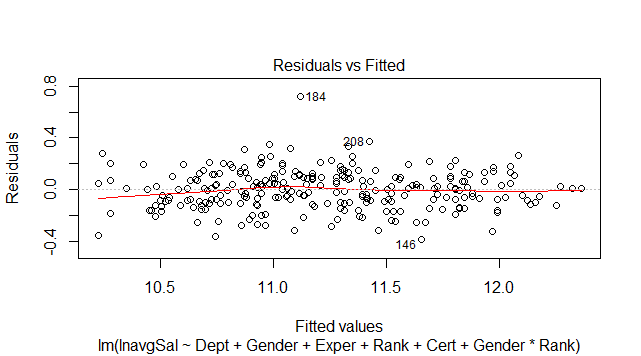 Residuals vs Fitted
Residuals
0.8
0.4
0.0
-0.4
184
208
146
10.5 11.0 11.5 12.0
Fitted values
lm(lnavgSal ~ Dept + Gender + Exper + Rank + Cert + Gender * Rank)